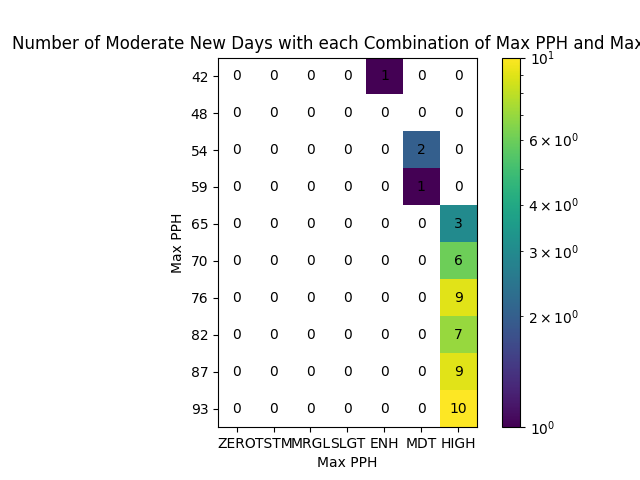 Number of Moderate New Days with each Combination of Max PPH and Max
42 0 0 0 0 1 0 0
48 0 0 0 0 0 0 0
54 0 0 0 0 0 2 0
59 0 0 0 0 0 1 0
65 0 0 0 0 0 0 3
70 0 0 0 0 0 0 6
76 0 0 0 0 0 0 9
82 0 0 0 0 0 0 7
87 0 0 0 0 0 0 9
93 0 0 0 0 0 0 10
ZERO TSTM MRGL SLGT ENH MDT HIGH
Max PPH
Max PPH
10¹
6 × 10⁰
4 × 10⁰
3 × 10⁰
2 × 10⁰
10⁰